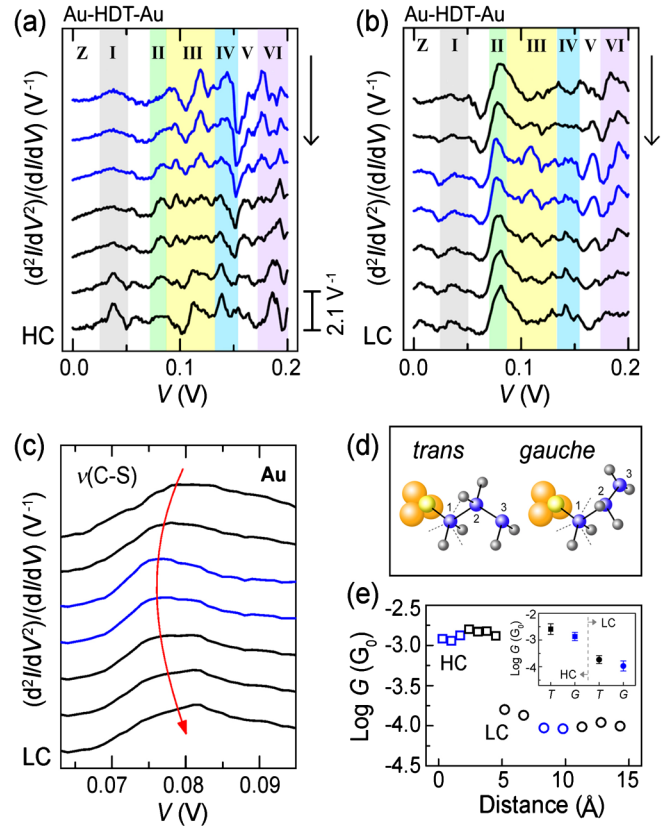 (a)
Au-HDT-Au
Z I II III IV V VI
(d²I/dV²)/(dI/dV) (V⁻¹)
HC
2.1 V⁻¹
0.0 0.1 0.2
V (V)
(b)
Au-HDT-Au
Z I II III IV V VI
(d²I/dV²)/(dI/dV) (V⁻¹)
LC
0.0 0.1 0.2
V (V)
(c)
ν(C-S) Au
(d²I/dV²)/(dI/dV) (V⁻¹)
LC
0.07 0.08 0.09
V (V)
(d)
trans gauche
1 2 3
1 2 3
(e)
Log G (G₀)
-2.5
-3.0
-3.5
-4.0
-4.5
HC
LC
0 5 10 15
Distance (Å)
Log G (G₀)
-2
-3
-4
LC
HC
T G T G